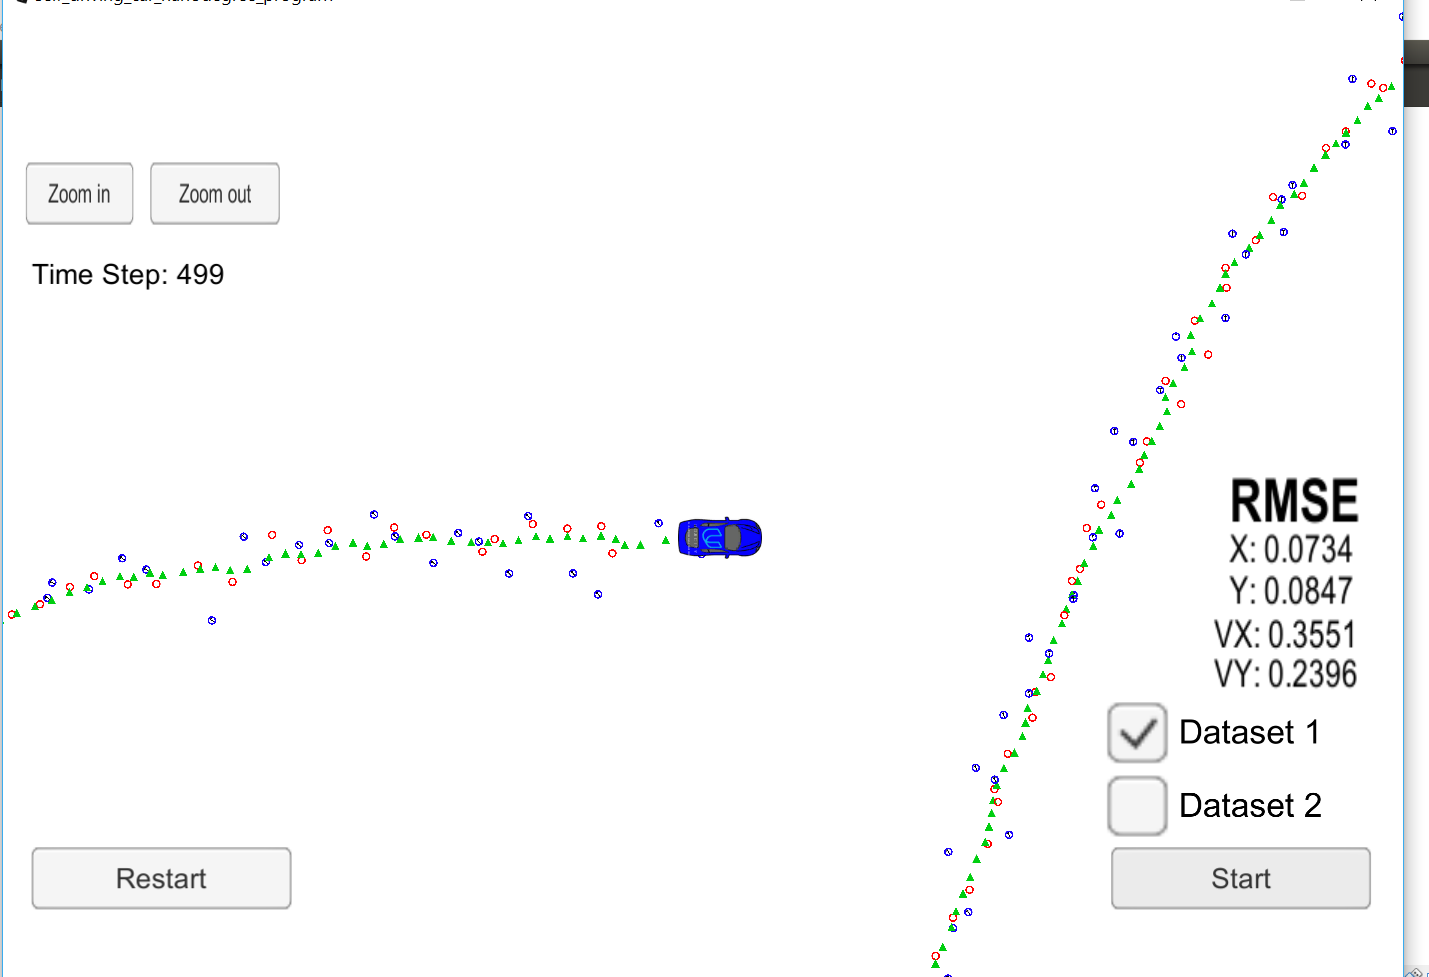 Zoom in
Zoom out
Time Step: 499
RMSE
X: 0.0734
Y: 0.0847
VX: 0.3551
VY: 0.2396
Dataset 1
Dataset 2
Restart
Start